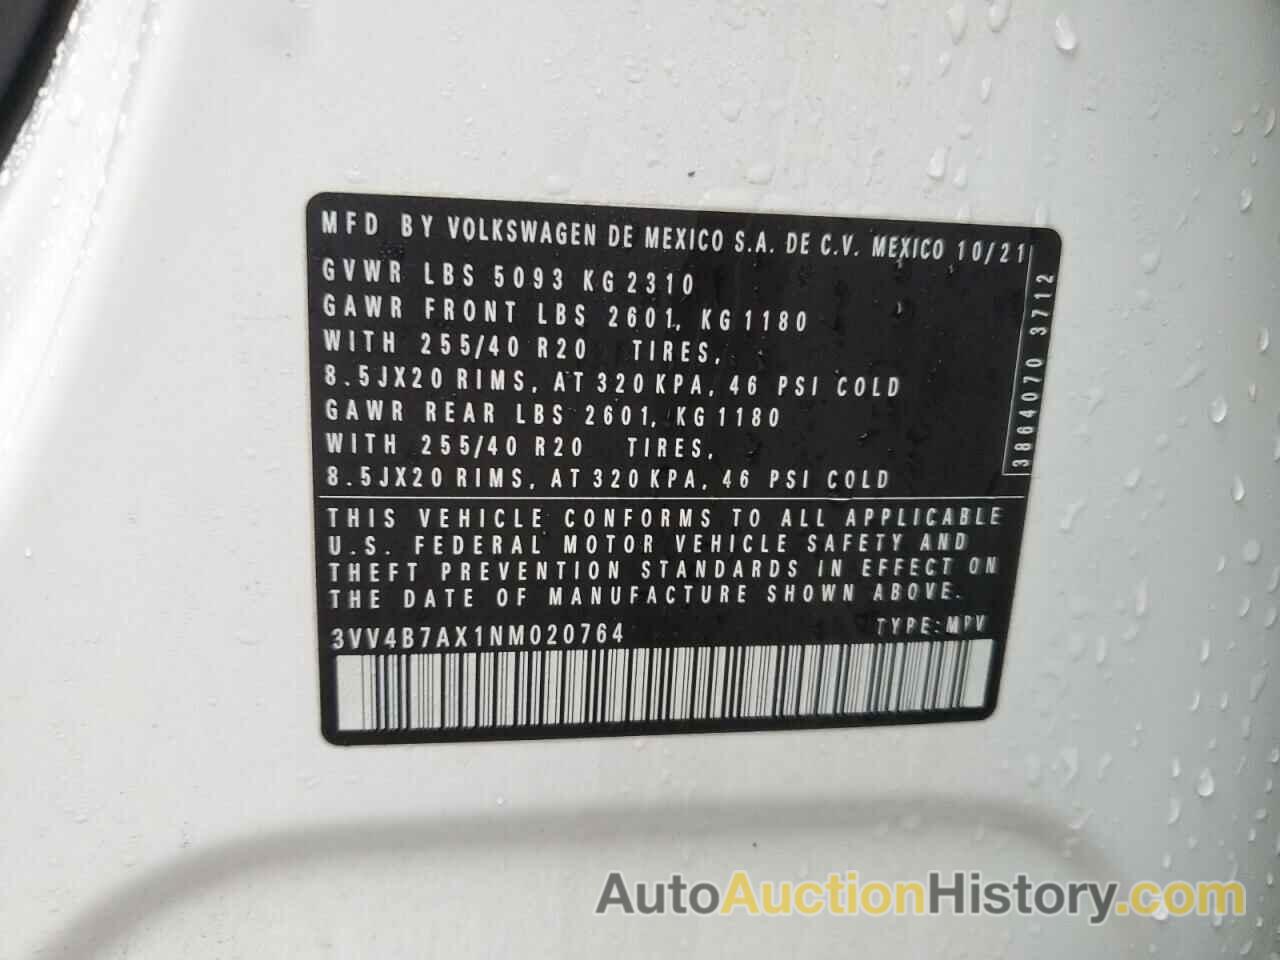 MFD BY VOLKSWAGEN DE MEXICO S.A. DE C.V. MEXICO 10/21
GVWR LBS 5093 KG 2310
GAWR FRONT LBS 2601, KG 1180
WITH 255/40 R20 TIRES,
8.5JX20 RIMS, AT 320 KPA, 46 PSI COLD
GAWR REAR LBS 2601, KG 1180
WITH 255/40 R20 TIRES,
8.5JX20 RIMS, AT 320 KPA, 46 PSI COLD
3864070 3712
THIS VEHICLE CONFORMS TO ALL APPLICABLE
U.S. FEDERAL MOTOR VEHICLE SAFETY AND
THEFT PREVENTION STANDARDS IN EFFECT ON
THE DATE OF MANUFACTURE SHOWN ABOVE.
3VV4B7AX1NM020764 TYPE: MPV
AutoAuctionHistory.com